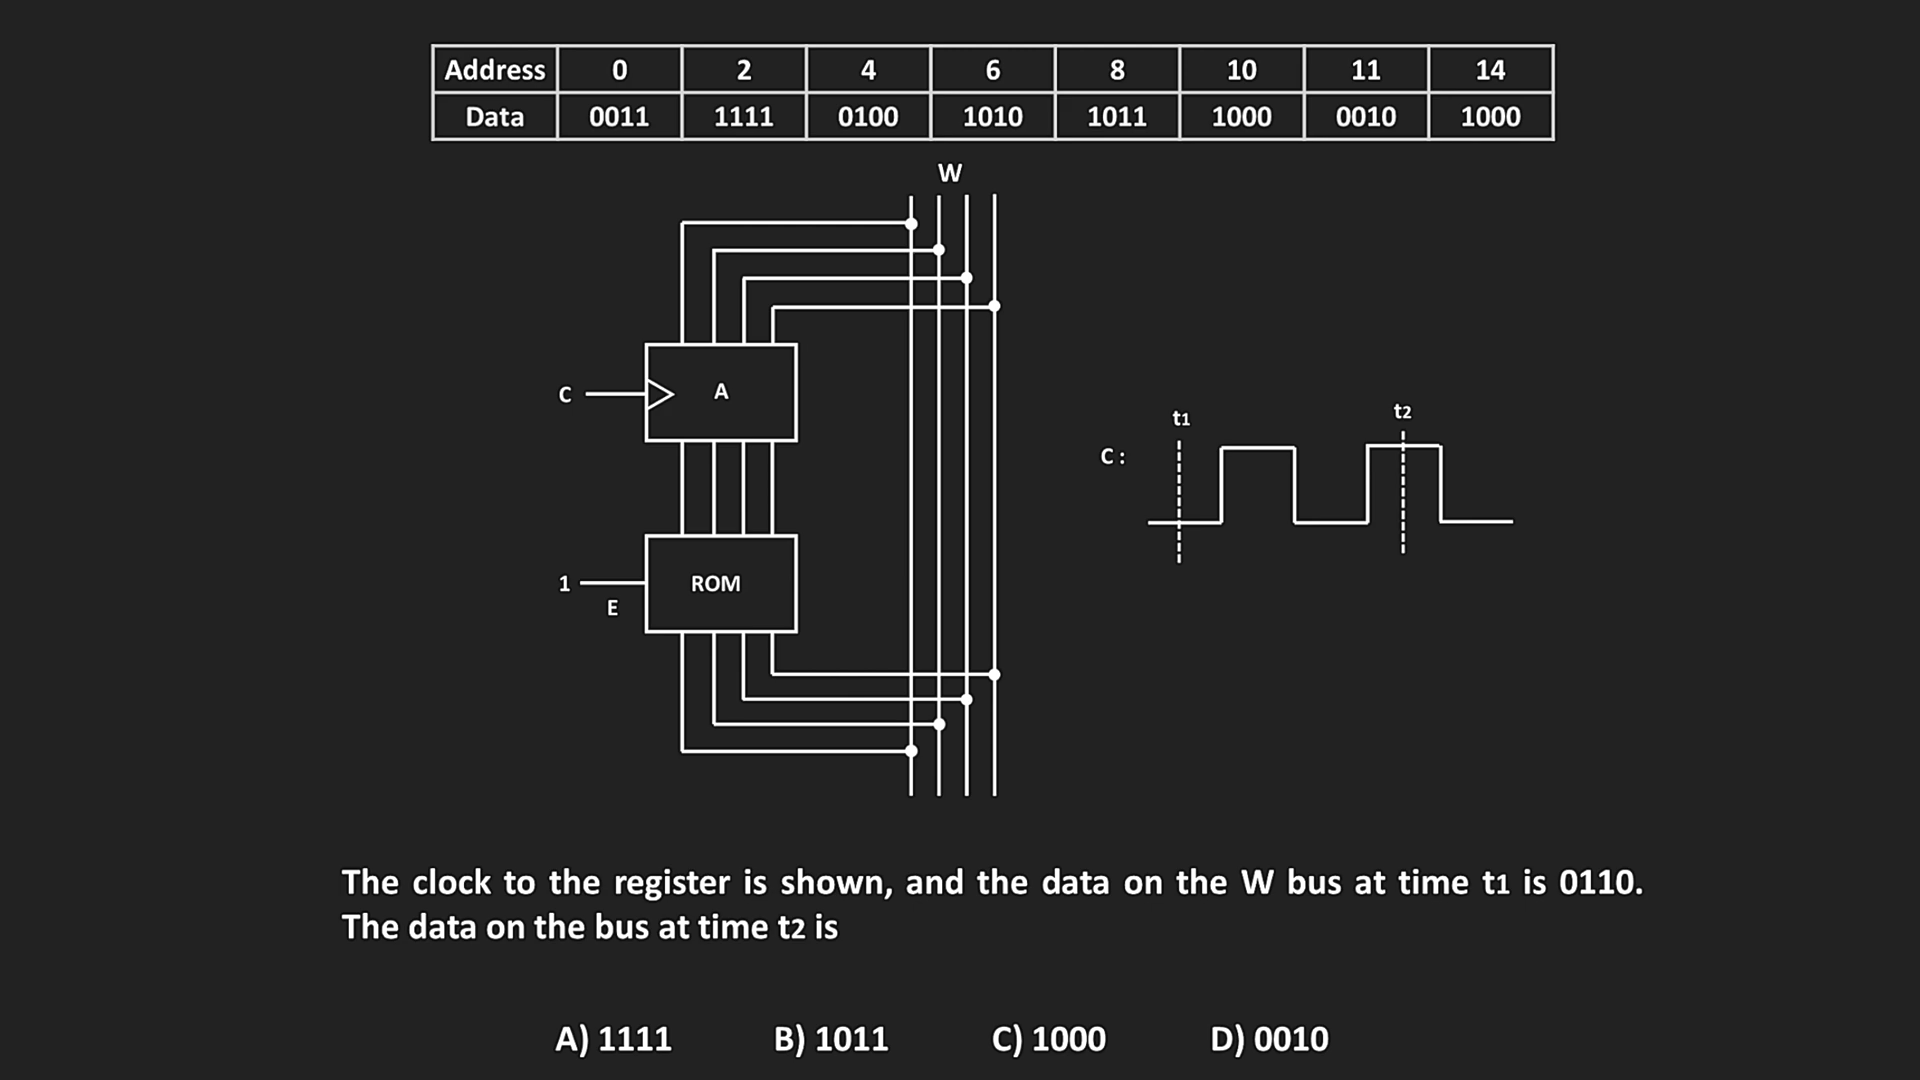 Address 0 2 4 6 8 10 11 14
Data 0011 1111 0100 1010 1011 1000 0010 1000
W
C
A
t1
t2
C :
1
E
ROM
The clock to the register is shown, and the data on the W bus at time t1 is 0110.
The data on the bus at time t2 is
A) 1111 B) 1011 C) 1000 D) 0010